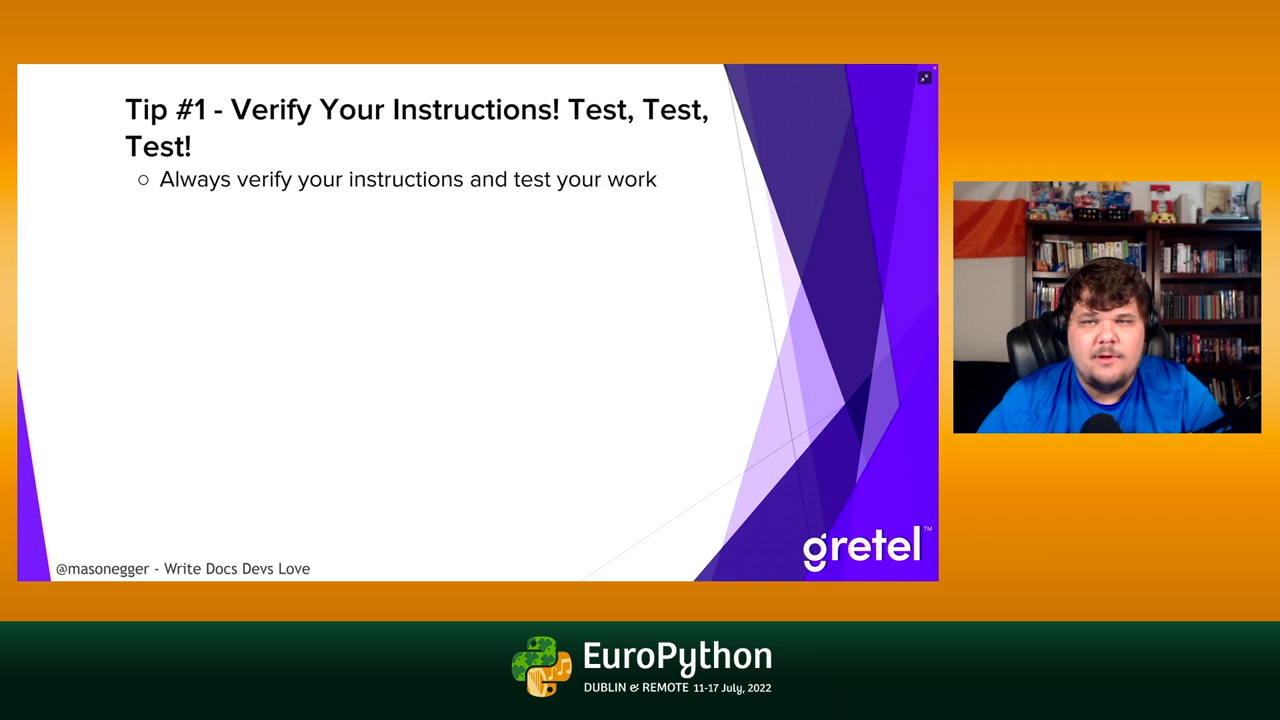 Tip #1 - Verify Your Instructions! Test, Test,
Test!
○ Always verify your instructions and test your work
gretel™
@masonegger - Write Docs Devs Love
EuroPython
DUBLIN & REMOTE 11-17 July, 2022